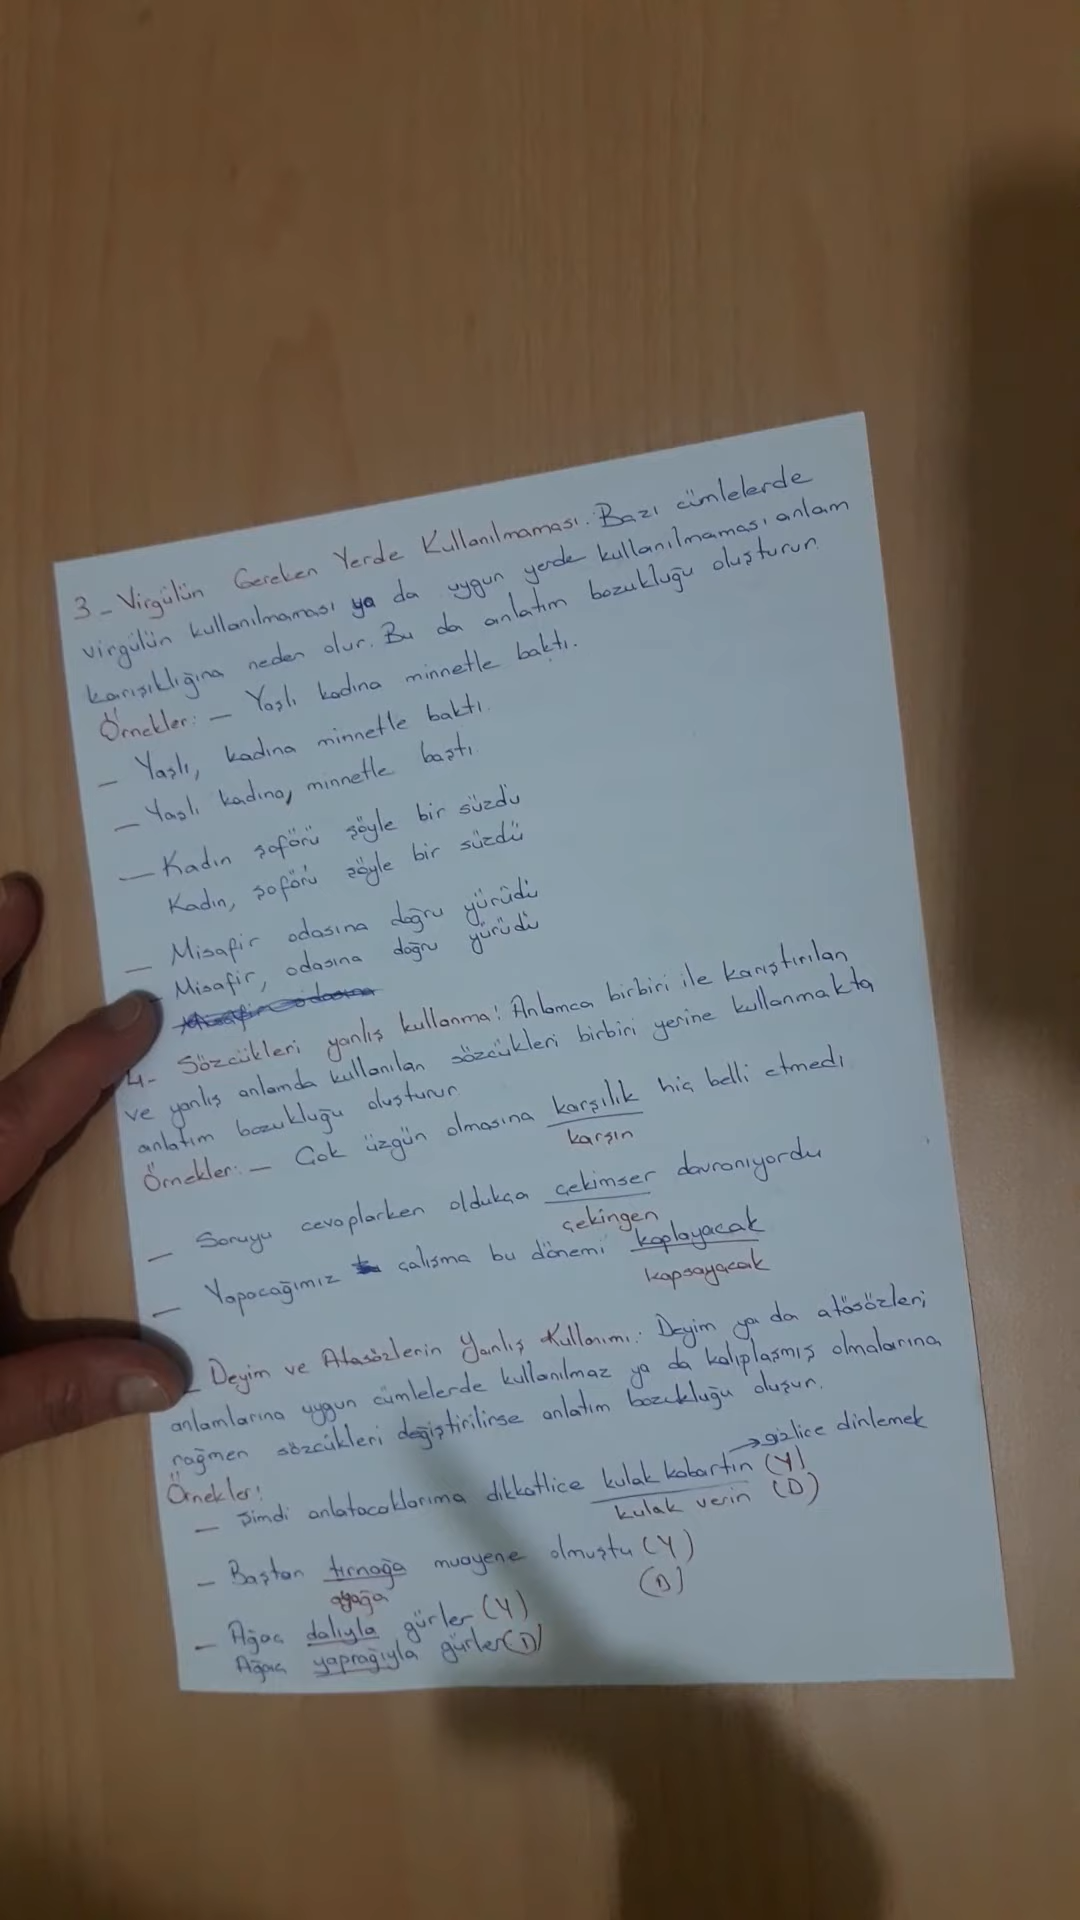 3- Virgülün Gereken Yerde Kullanılmaması. Bazı cümlelerde
virgülün kullanılmaması ya da uygun yerde kullanılmaması anlam
karışıklığına neden olur. Bu da anlatım bozukluğu oluşturur.
Örnekler: - Yaşlı kadına minnetle baktı.
- Yaşlı, kadına minnetle baktı.
- Yaşlı kadına, minnetle baştı
- Kadın şoförü şöyle bir süzdü
Kadın, şoförü şöyle bir süzdü
- Misafir odasına doğru yürüdü
- Misafir, odasına doğru yürüdü
4- Sözcükleri yanlış kullanma: Anlamca birbiri ile karıştırılan
ve yanlış anlamda kullanılan sözcükleri birbiri yerine kullanmakta
anlatım bozukluğu oluşturur.
Örnekler: - Çok üzgün olmasına karşılık hiç belli etmedi
karşın
- Soruyu cevaplarken oldukça çekimser davranıyordu
çekingen
- Yapacağımız çalışma bu dönemi kaplayacak
kapsayacak
- Deyim ve Atasözlerin Yanlış Kullanımı: Deyim ya da atösözleri
anlamlarına uygun cümlelerde kullanılmaz ya da kalıplaşmış olmalarına
rağmen sözcükleri değiştirilirse anlatım bozukluğu oluşur.
Örnekler: →gizlice dinlemek
- Şimdi anlatacaklarıma dikkatlice kulak kabartın (Y)
kulak verin (D)
- Baştan tırnağa muayene olmuştu (Y)
ayağa (D)
- Ağaç dalıyla gürler (Y)
Ağaç yaprağıyla gürler (D)